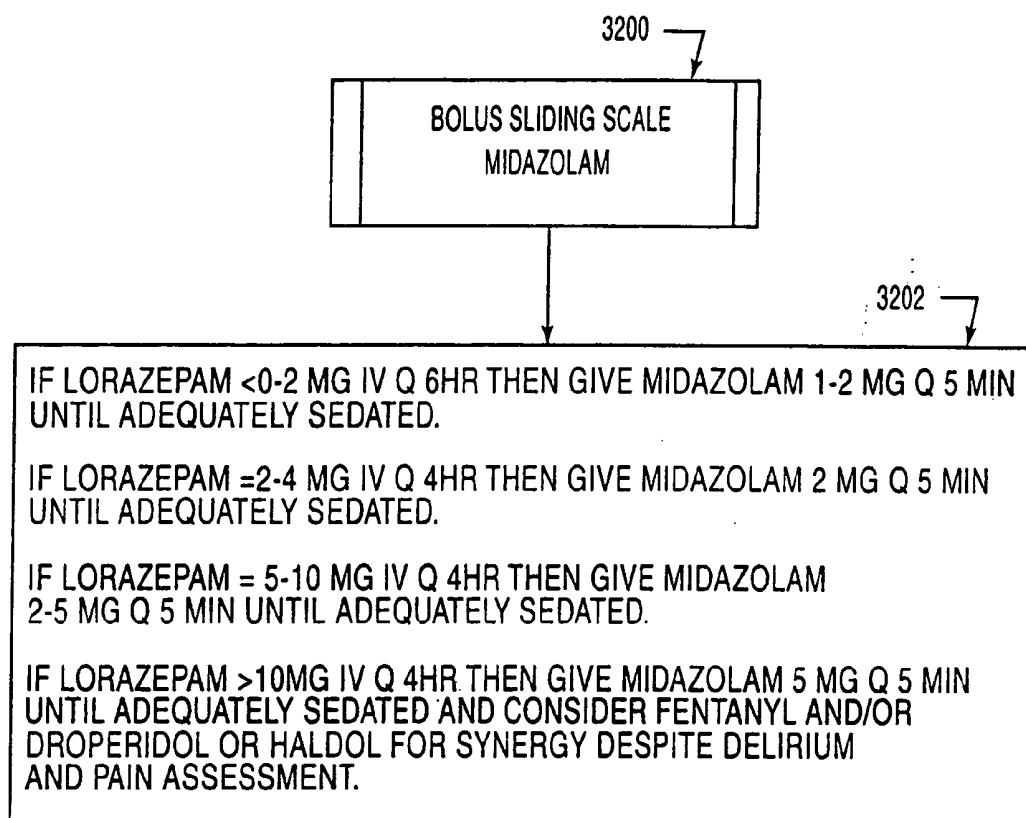 3200
BOLUS SLIDING SCALE
MIDAZOLAM
3202
IF LORAZEPAM <0-2 MG IV Q 6HR THEN GIVE MIDAZOLAM 1-2 MG Q 5 MIN
UNTIL ADEQUATELY SEDATED.
IF LORAZEPAM =2-4 MG IV Q 4HR THEN GIVE MIDAZOLAM 2 MG Q 5 MIN
UNTIL ADEQUATELY SEDATED.
IF LORAZEPAM = 5-10 MG IV Q 4HR THEN GIVE MIDAZOLAM
2-5 MG Q 5 MIN UNTIL ADEQUATELY SEDATED.
IF LORAZEPAM >10MG IV Q 4HR THEN GIVE MIDAZOLAM 5 MG Q 5 MIN
UNTIL ADEQUATELY SEDATED AND CONSIDER FENTANYL AND/OR
DROPERIDOL OR HALDOL FOR SYNERGY DESPITE DELIRIUM
AND PAIN ASSESSMENT.